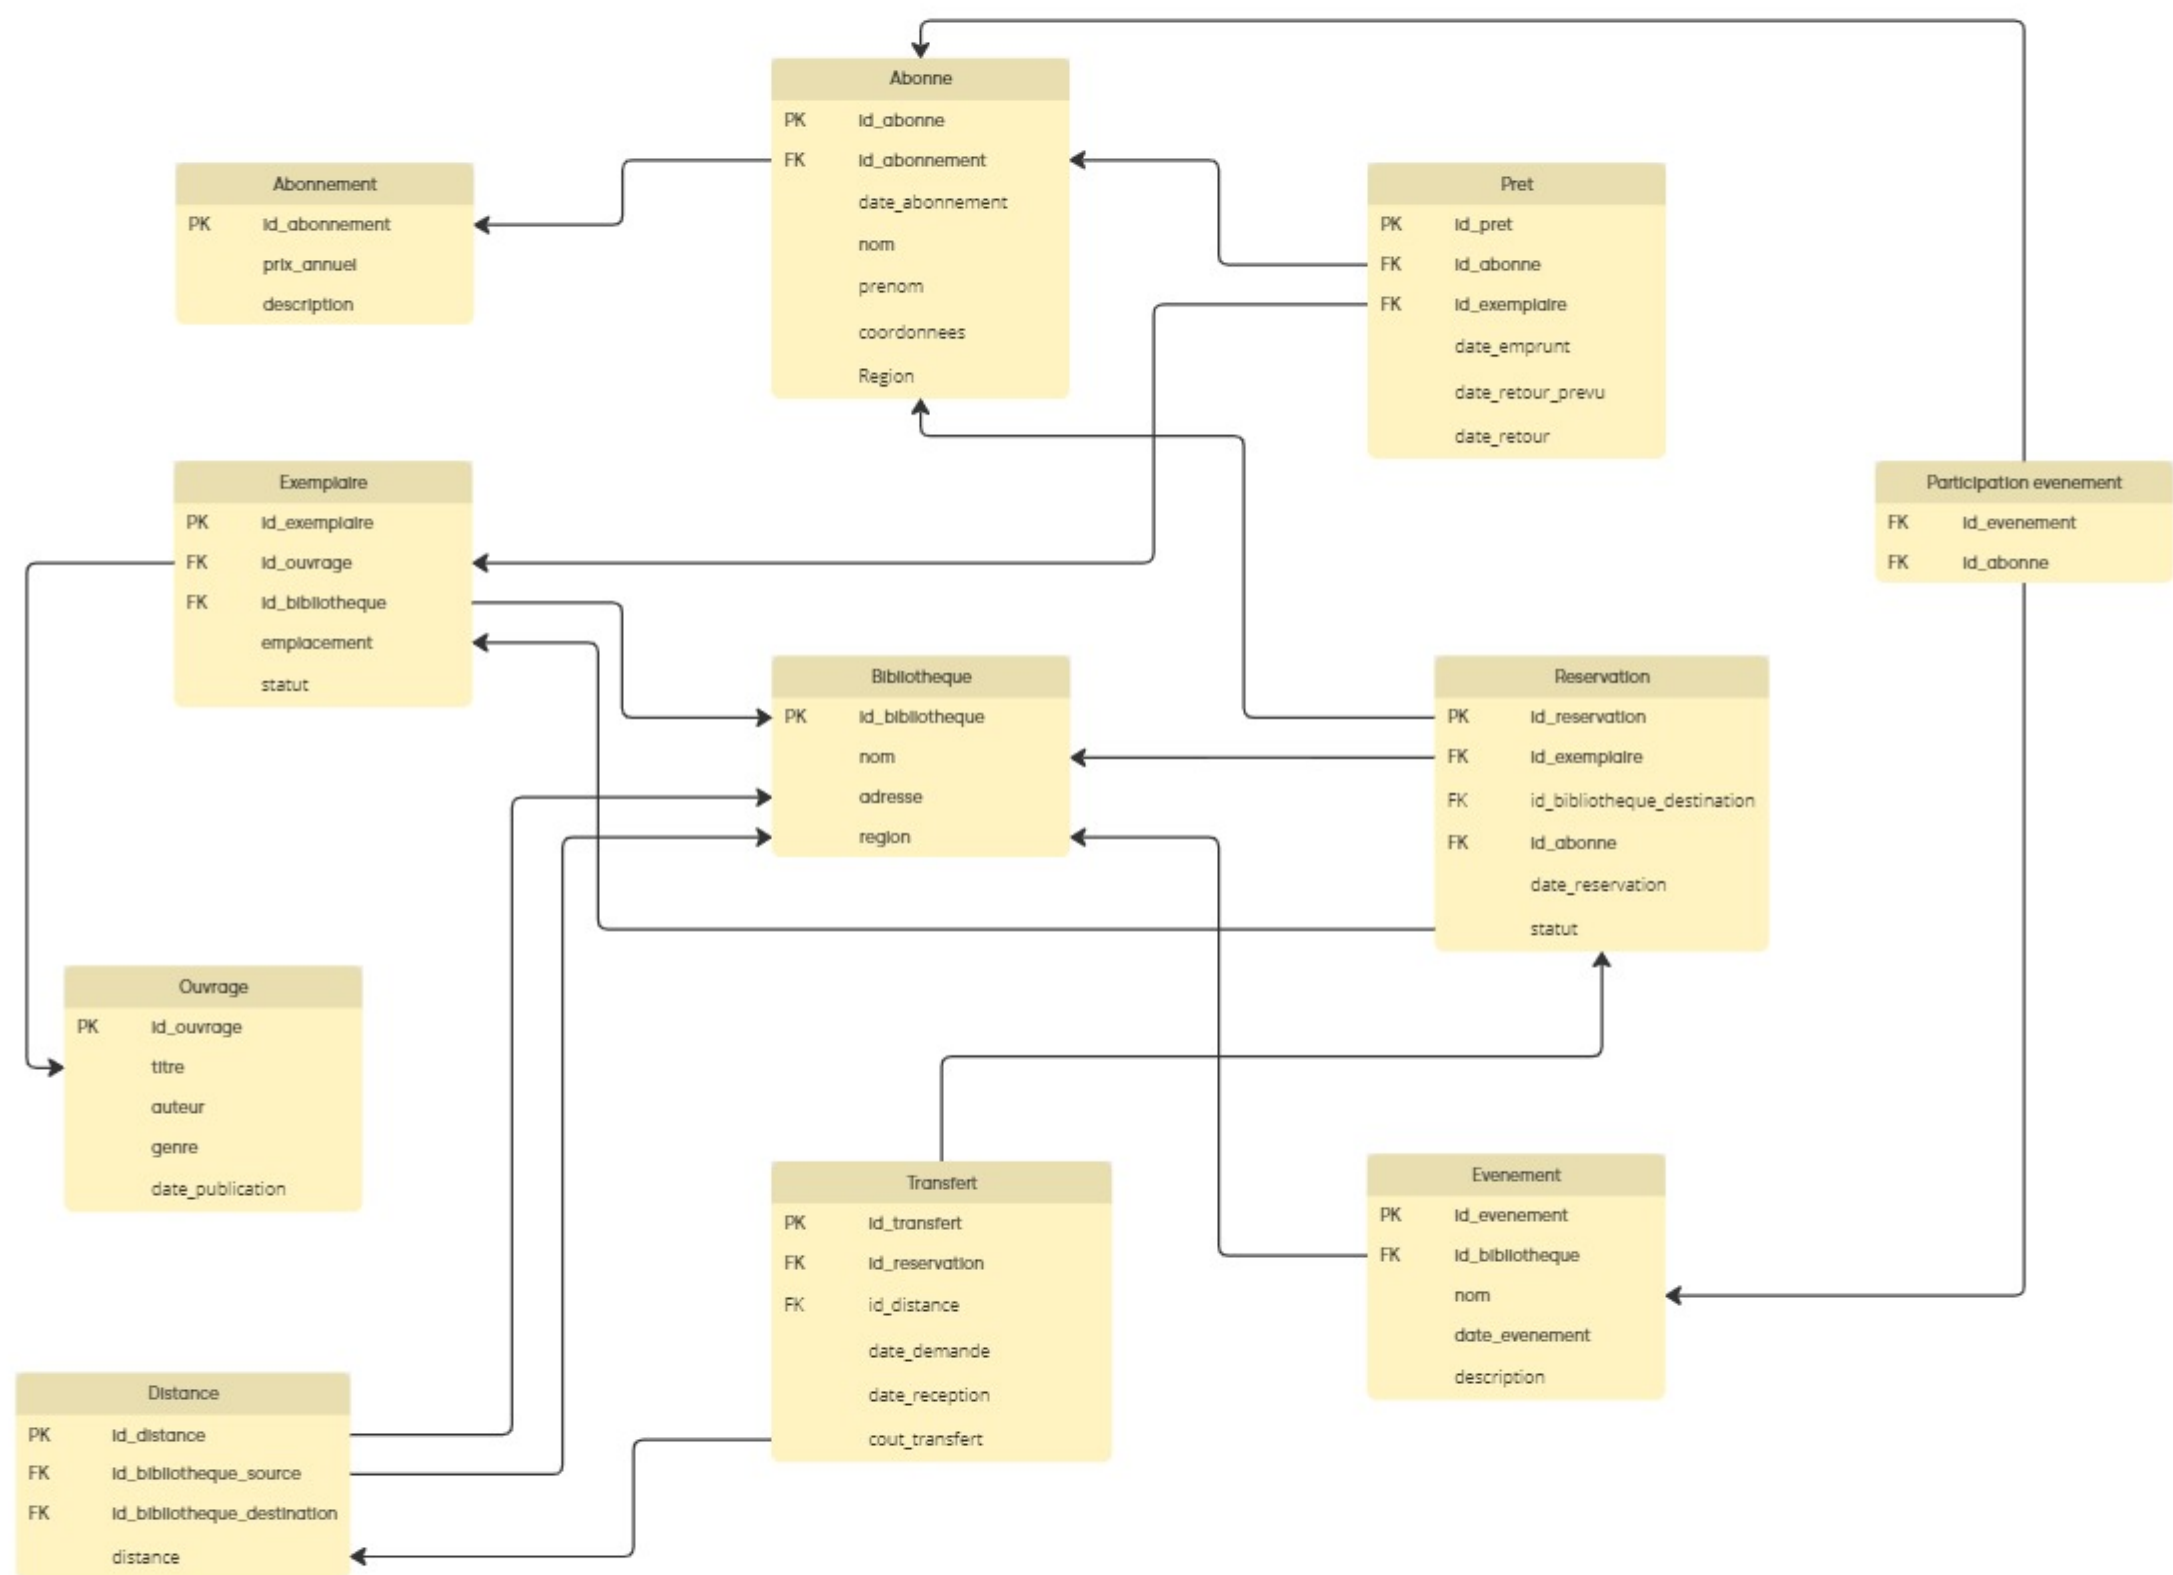 Abonne
PK id_abonne
FK id_abonnement
date_abonnement
nom
prenom
coordonnees
Region
Abonnement
PK id_abonnement
prix_annuel
description
Pret
PK id_pret
FK id_abonne
FK id_exemplaire
date_emprunt
date_retour_prevu
date_retour
Exemplaire
PK id_exemplaire
FK id_ouvrage
FK id_bibliotheque
emplacement
statut
Participation evenement
FK id_evenement
FK id_abonne
Bibliotheque
PK id_bibliotheque
nom
adresse
region
Reservation
PK id_reservation
FK id_exemplaire
FK id_bibliotheque_destination
FK id_abonne
date_reservation
statut
Ouvrage
PK id_ouvrage
titre
auteur
genre
date_publication
Transfert
PK id_transfert
FK id_reservation
FK id_distance
date_demande
date_reception
cout_transfert
Evenement
PK id_evenement
FK id_bibliotheque
nom
date_evenement
description
Distance
PK id_distance
FK id_bibliotheque_source
FK id_bibliotheque_destination
distance